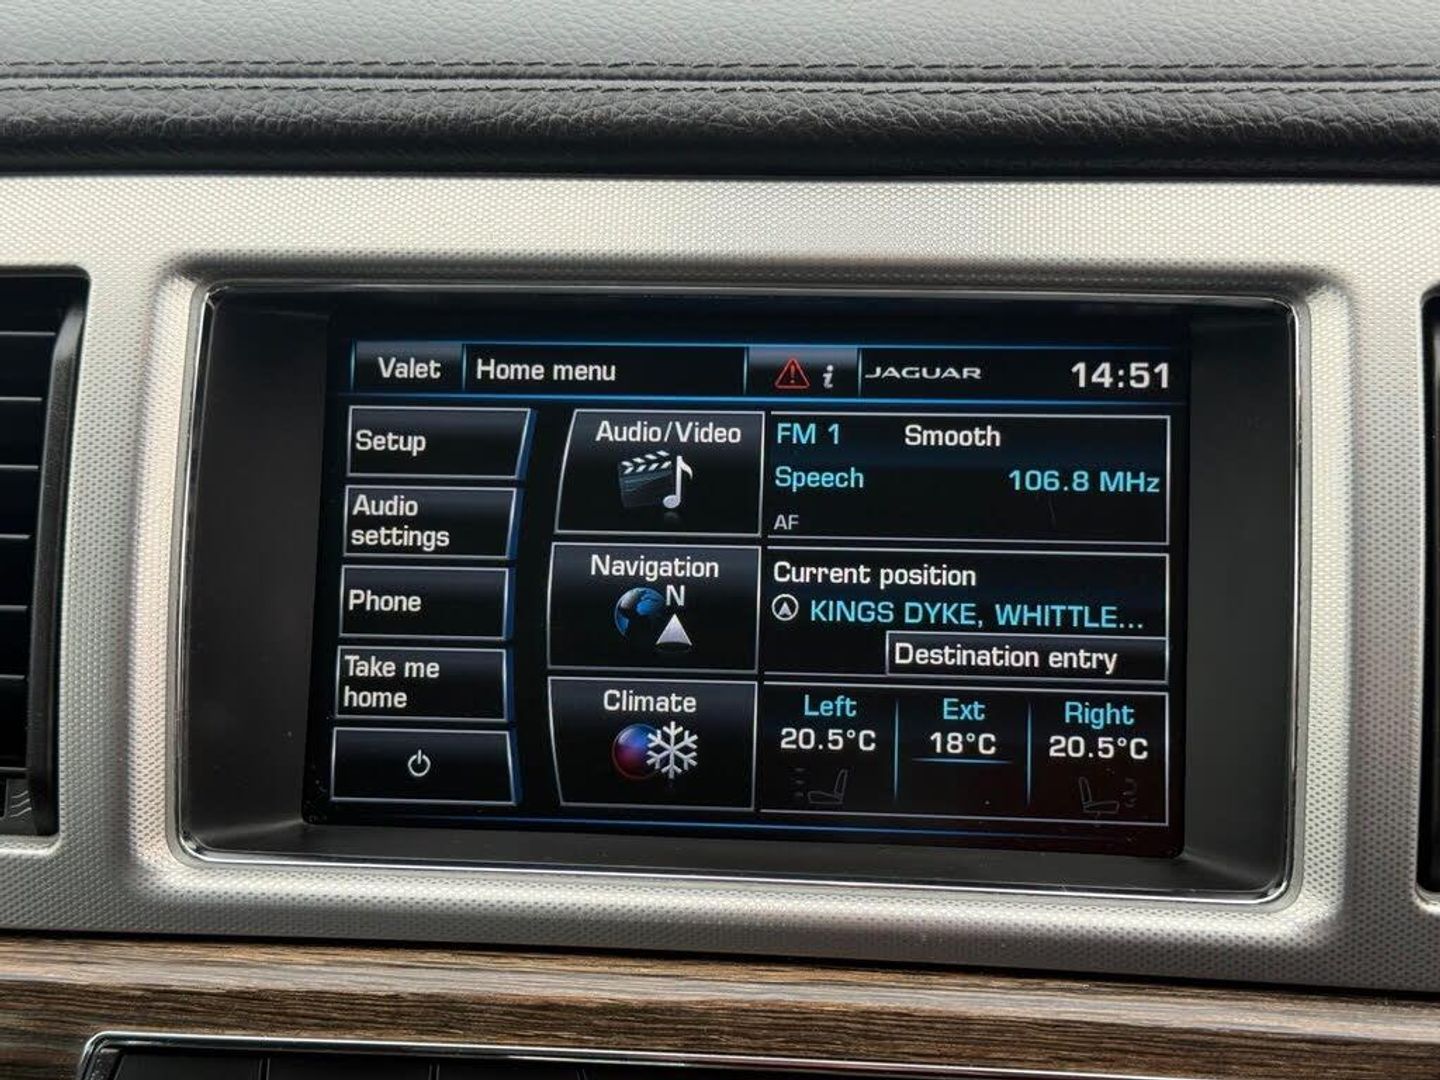 Valet
Home menu
i
JAGUAR
14:51
Setup
Audio
settings
Phone
Take me
home
Audio/Video
Navigation
N
Climate
FM 1 Smooth
Speech 106.8 MHz
AF
Current position
KINGS DYKE, WHITTLE...
Destination entry
Left Ext Right
20.5°C 18°C 20.5°C